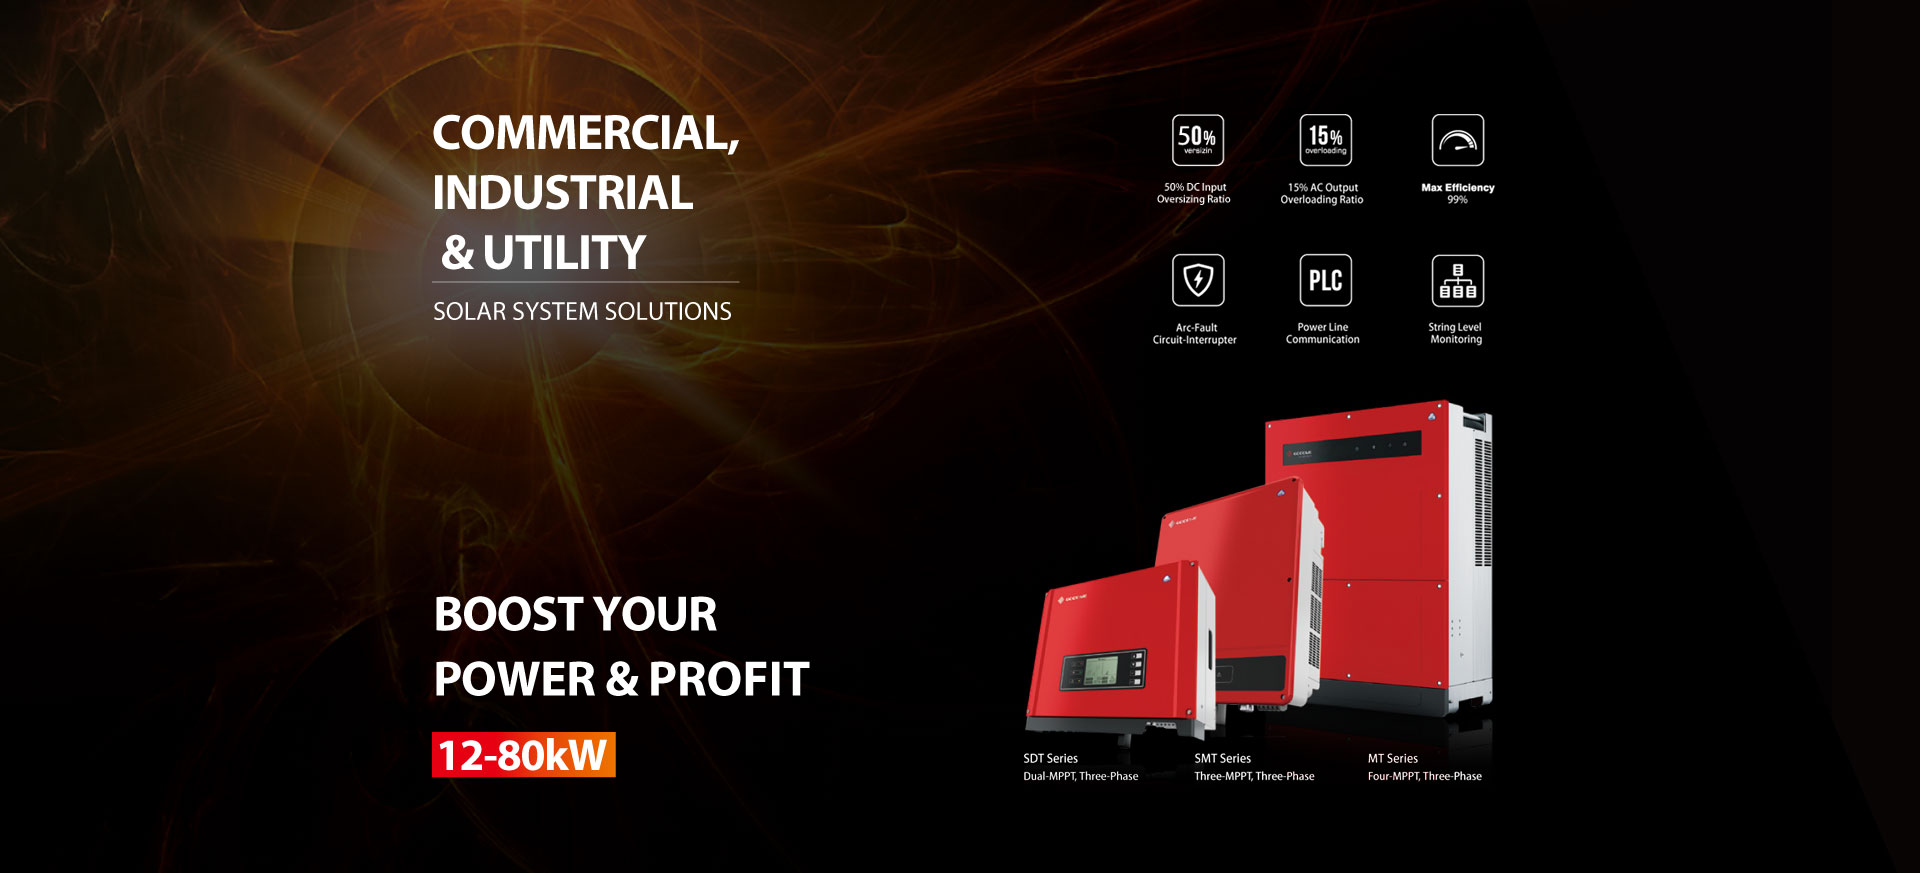 COMMERCIAL,
INDUSTRIAL
& UTILITY
SOLAR SYSTEM SOLUTIONS
50%
versizin
50% DC Input
Oversizing Ratio
15%
overloading
15% AC Output
Overloading Ratio
Max Efficiency
99%
Arc-Fault
Circuit-Interrupter
PLC
Power Line
Communication
String Level
Monitoring
BOOST YOUR
POWER & PROFIT
12-80kW
SDT Series
Dual-MPPT, Three-Phase
SMT Series
Three-MPPT, Three-Phase
MT Series
Four-MPPT, Three-Phase